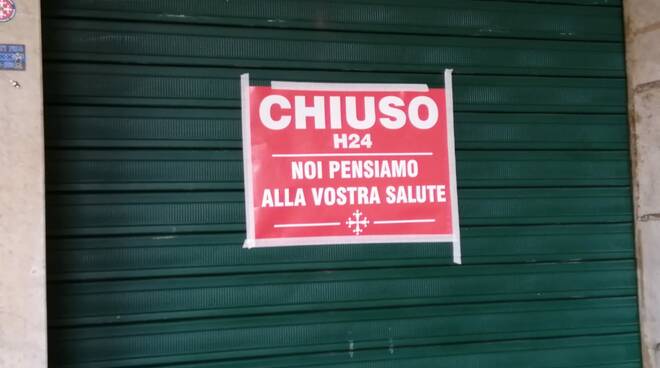 CHIUSO
H24
NOI PENSIAMO
ALLA VOSTRA SALUTE